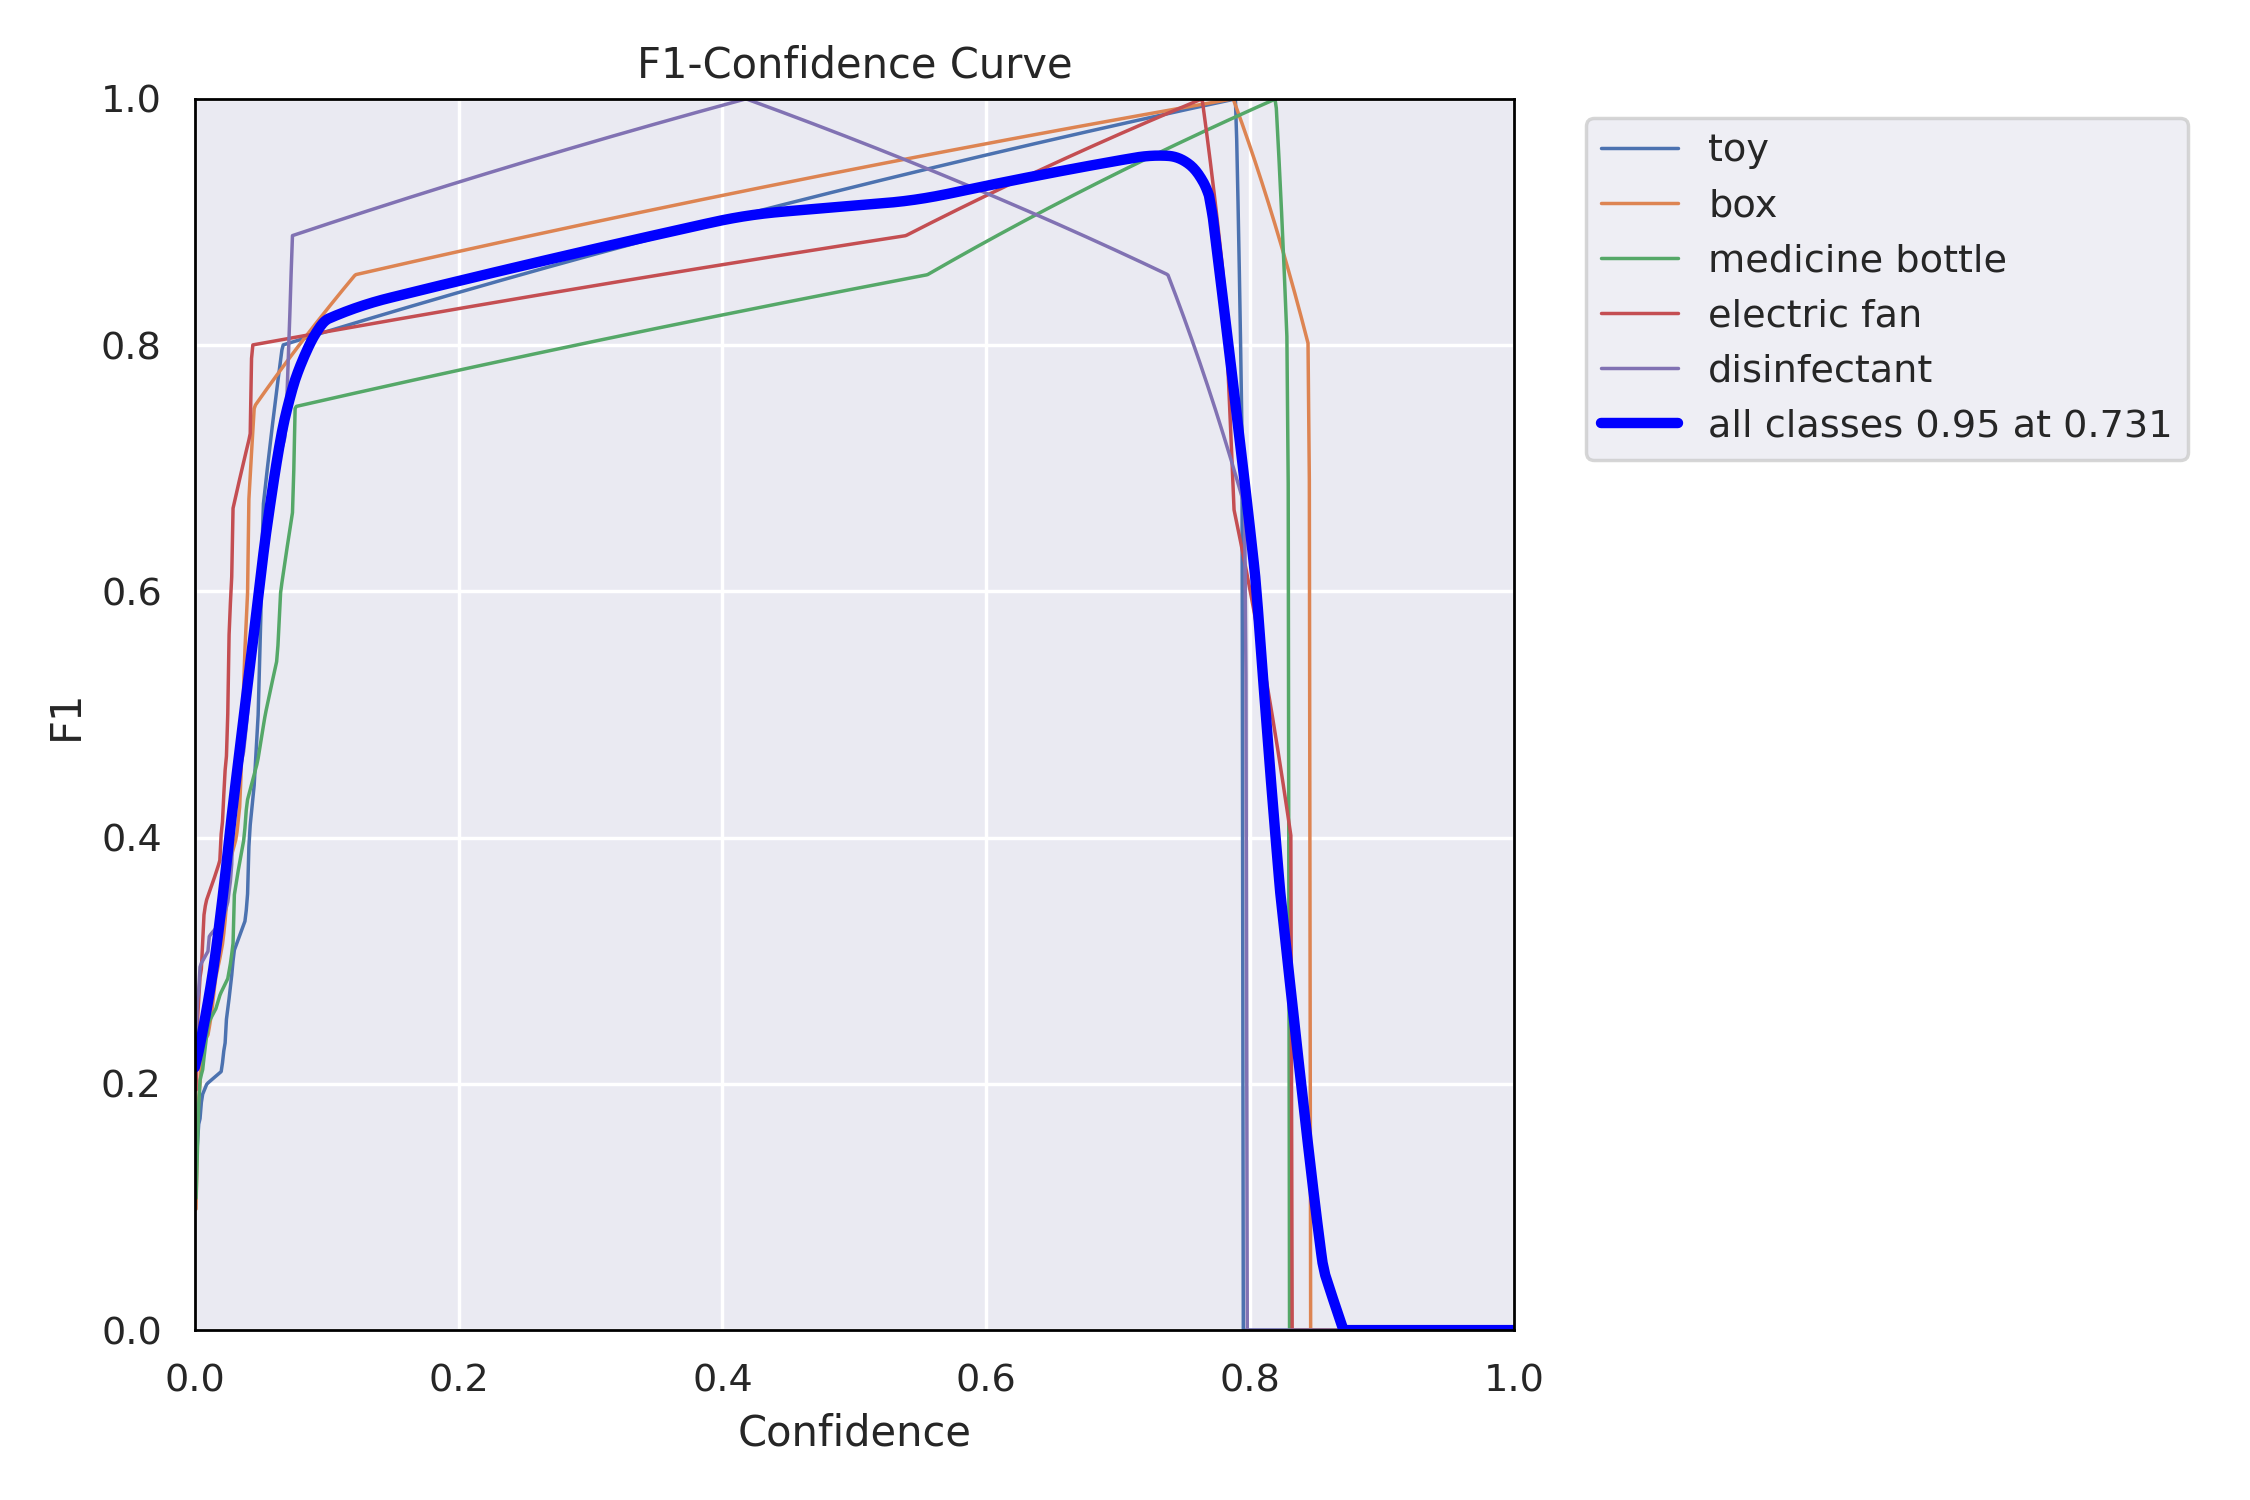 F1-Confidence Curve
1.0
0.8
0.6
0.4
0.2
0.0
F1
0.0 0.2 0.4 0.6 0.8 1.0
Confidence
toy
box
medicine bottle
electric fan
disinfectant
all classes 0.95 at 0.731